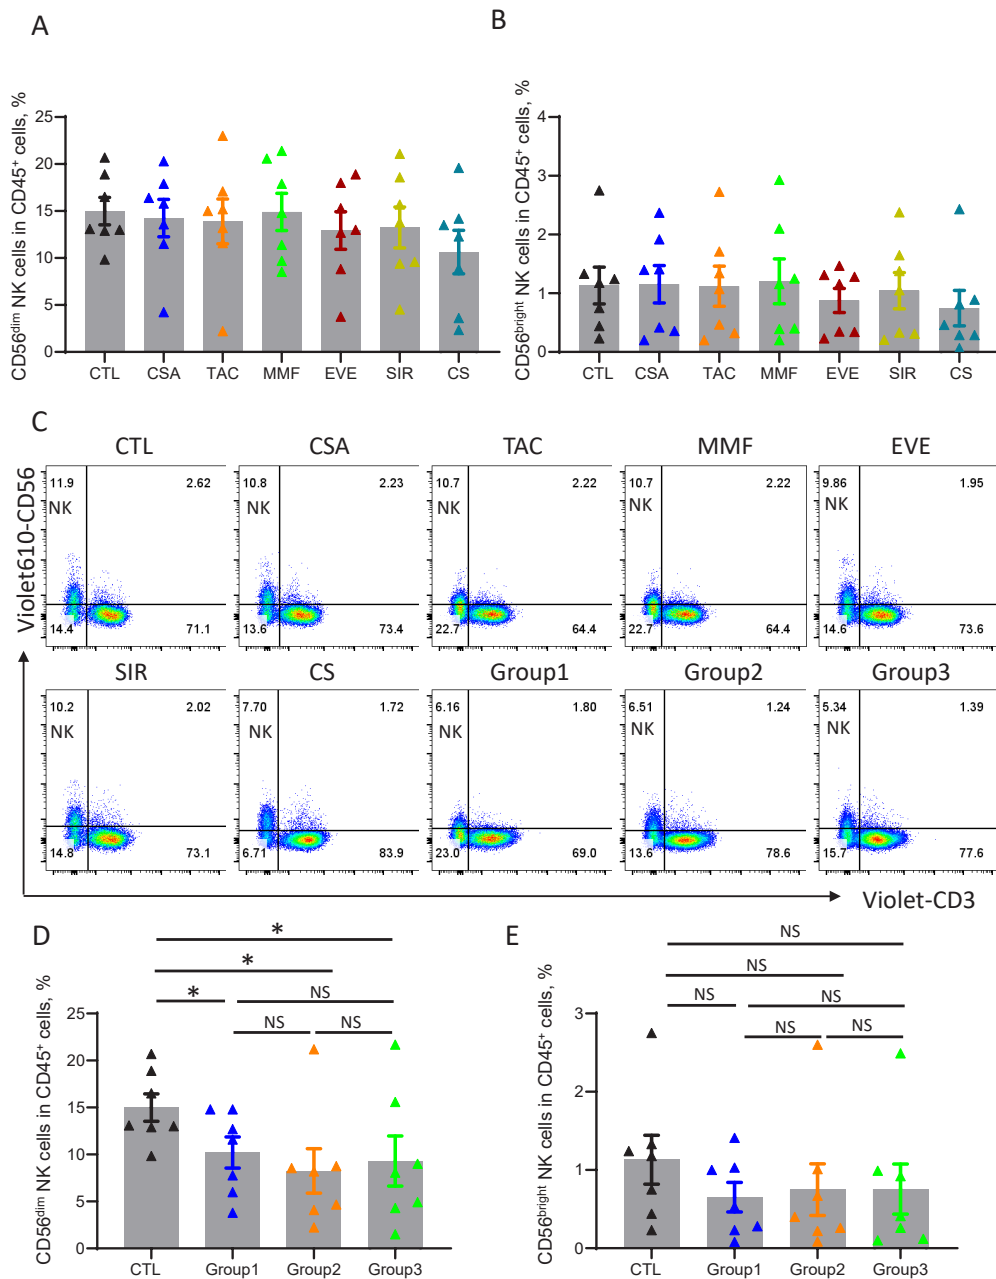 A
B
CD56dim NK cells in CD45+ cells, %
25
20
15
10
5
0
CTL CSA TAC MMF EVE SIR CS
CD56bright NK cells in CD45+ cells, %
4
3
2
1
0
CTL CSA TAC MMF EVE SIR CS
C
CTL CSA TAC MMF EVE
Violet610-CD56
11.9 2.62 10.8 2.23 10.7 2.22 10.7 2.22 9.86 1.95
NK NK NK NK NK
14.4 71.1 13.6 73.4 22.7 64.4 22.7 64.4 14.6 73.6
SIR CS Group1 Group2 Group3
10.2 2.02 7.70 1.72 6.16 1.80 6.51 1.24 5.34 1.39
NK NK NK NK NK
14.8 73.1 6.71 83.9 23.0 69.0 13.6 78.6 15.7 77.6
Violet-CD3
D
*
*
* NS
NS NS
CD56dim NK cells in CD45+ cells, %
25
20
15
10
5
0
CTL Group1 Group2 Group3
E
NS
NS
NS NS
NS NS
CD56bright NK cells in CD45+ cells, %
3
2
1
0
CTL Group1 Group2 Group3